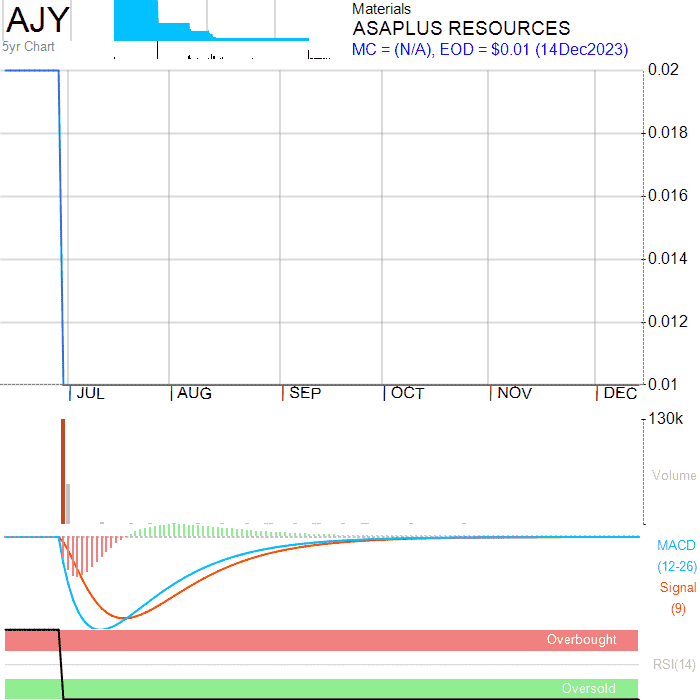 AJY
5yr Chart
Materials
ASAPLUS RESOURCES
MC = (N/A), EOD = $0.01 (14Dec2023)
0.02
0.018
0.016
0.014
0.012
0.01
JUL AUG SEP OCT NOV DEC
130k
Volume
MACD
(12-26)
Signal
(9)
Overbought
RSI(14)
Oversold